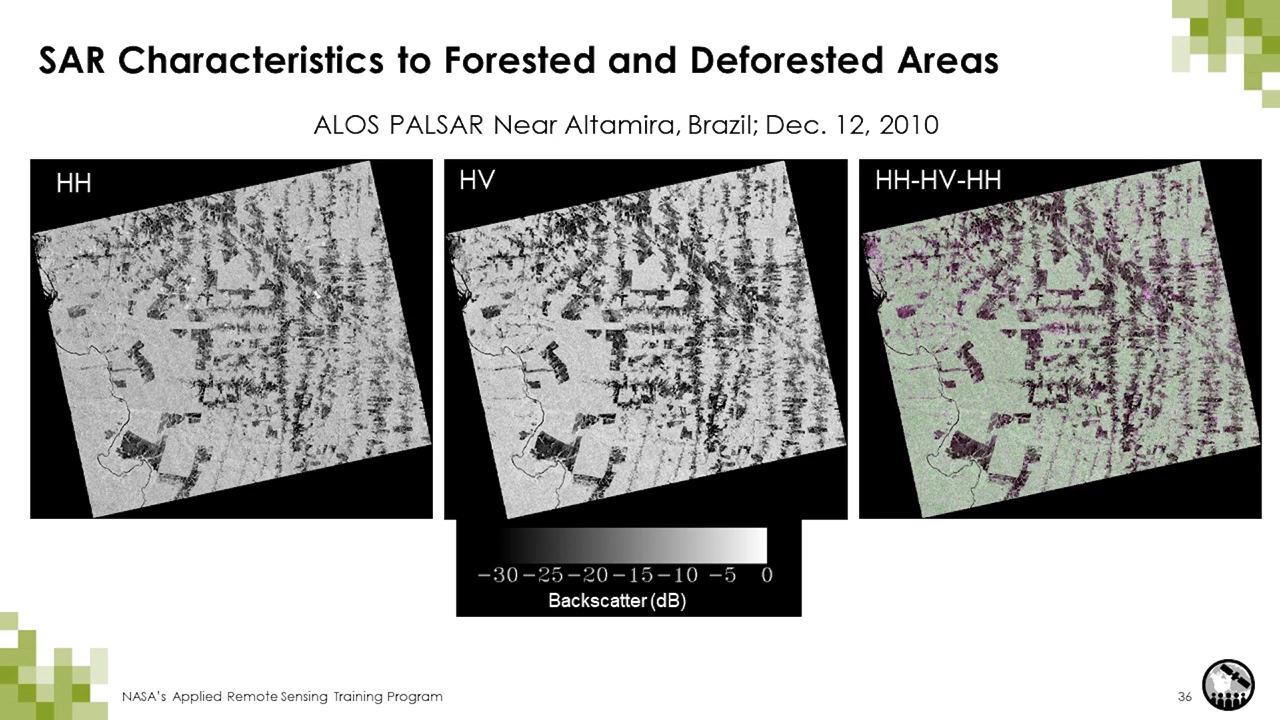 SAR Characteristics to Forested and Deforested Areas
ALOS PALSAR Near Altamira, Brazil; Dec. 12, 2010
HH
HV
HH-HV-HH
−30 −25 −20 −15 −10 −5 0
Backscatter (dB)
NASA's Applied Remote Sensing Training Program
36